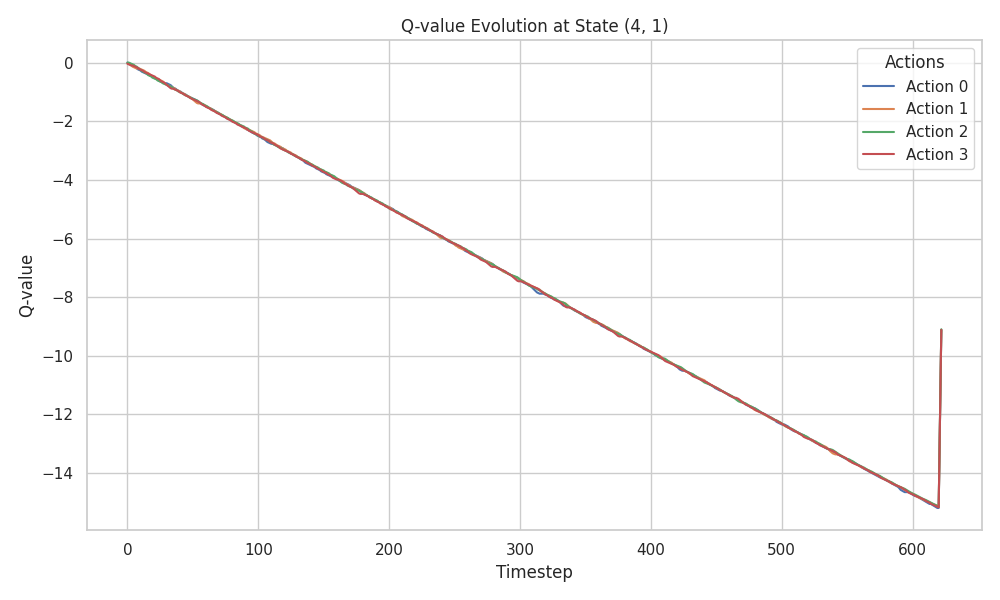 Q-value Evolution at State (4, 1)
Q-value
0
−2
−4
−6
−8
−10
−12
−14
Actions
Action 0
Action 1
Action 2
Action 3
0 100 200 300 400 500 600
Timestep